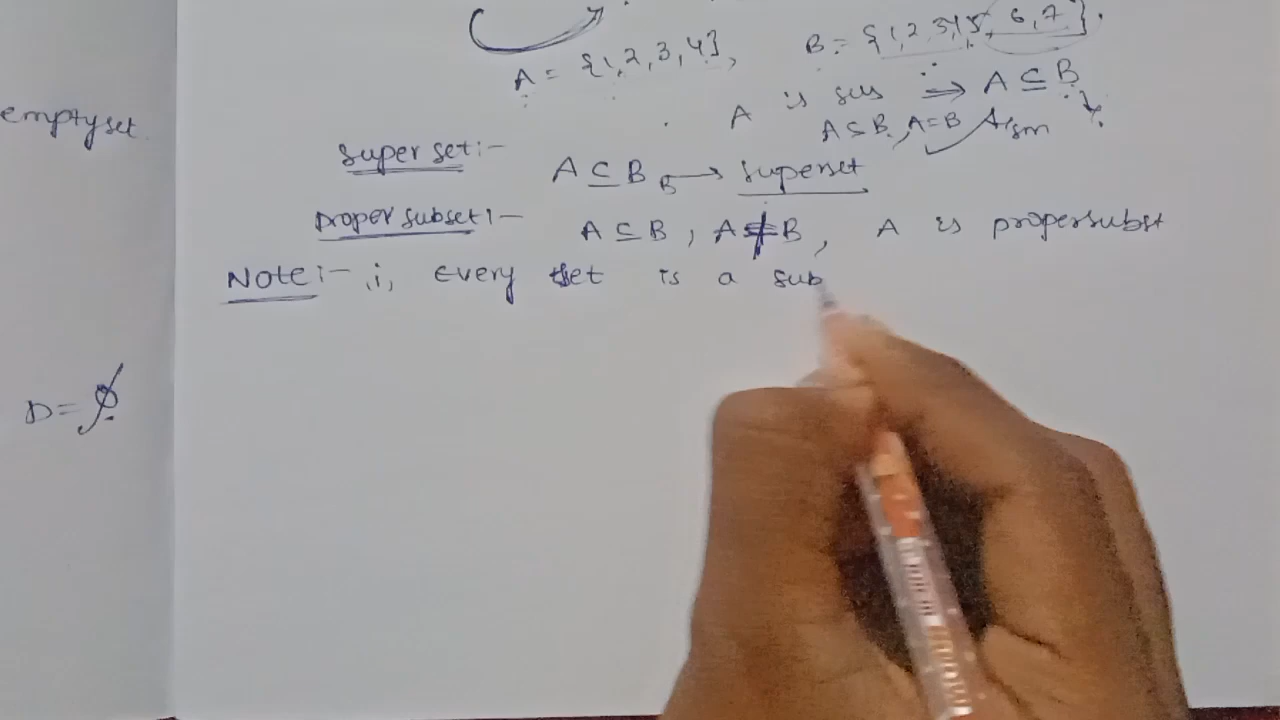 A = {1, 2, 3, 4},
B = {1, 2, 3, 4, 5, 6, 7}.
emptyset
A is sus ⇒ A ⊆ B
A ⊆ B, A = B
Super set :-
A ⊆ B B → superset
Proper subset :-
A ⊆ B, A ≠ B, A is propersubst
Note :- i, Every set is a sub
D = ϕ